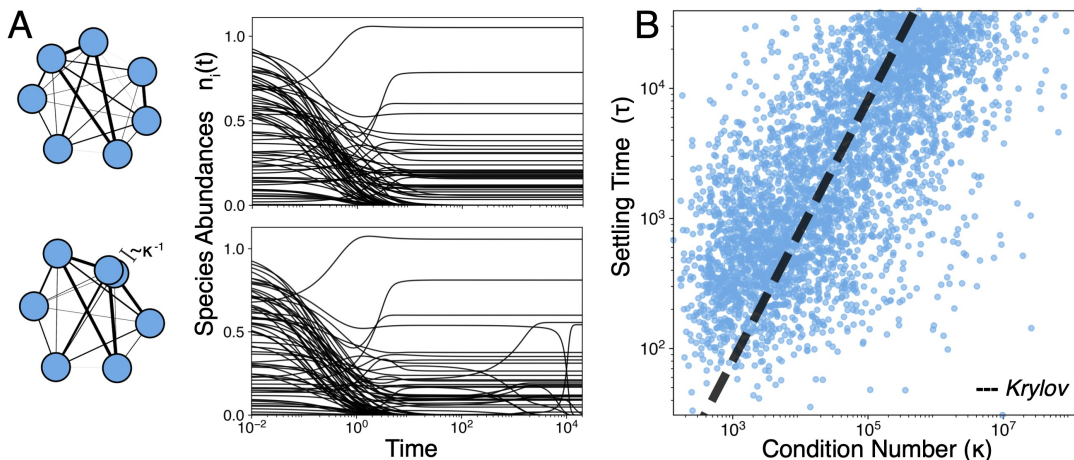 A
~κ⁻¹
Species Abundances nᵢ(t)
1.0
0.5
0.0
1.0
0.5
0.0
10⁻² 10⁰ 10² 10⁴
Time
B
Settling Time (τ)
10⁴
10³
10²
Krylov
10³ 10⁵ 10⁷
Condition Number (κ)